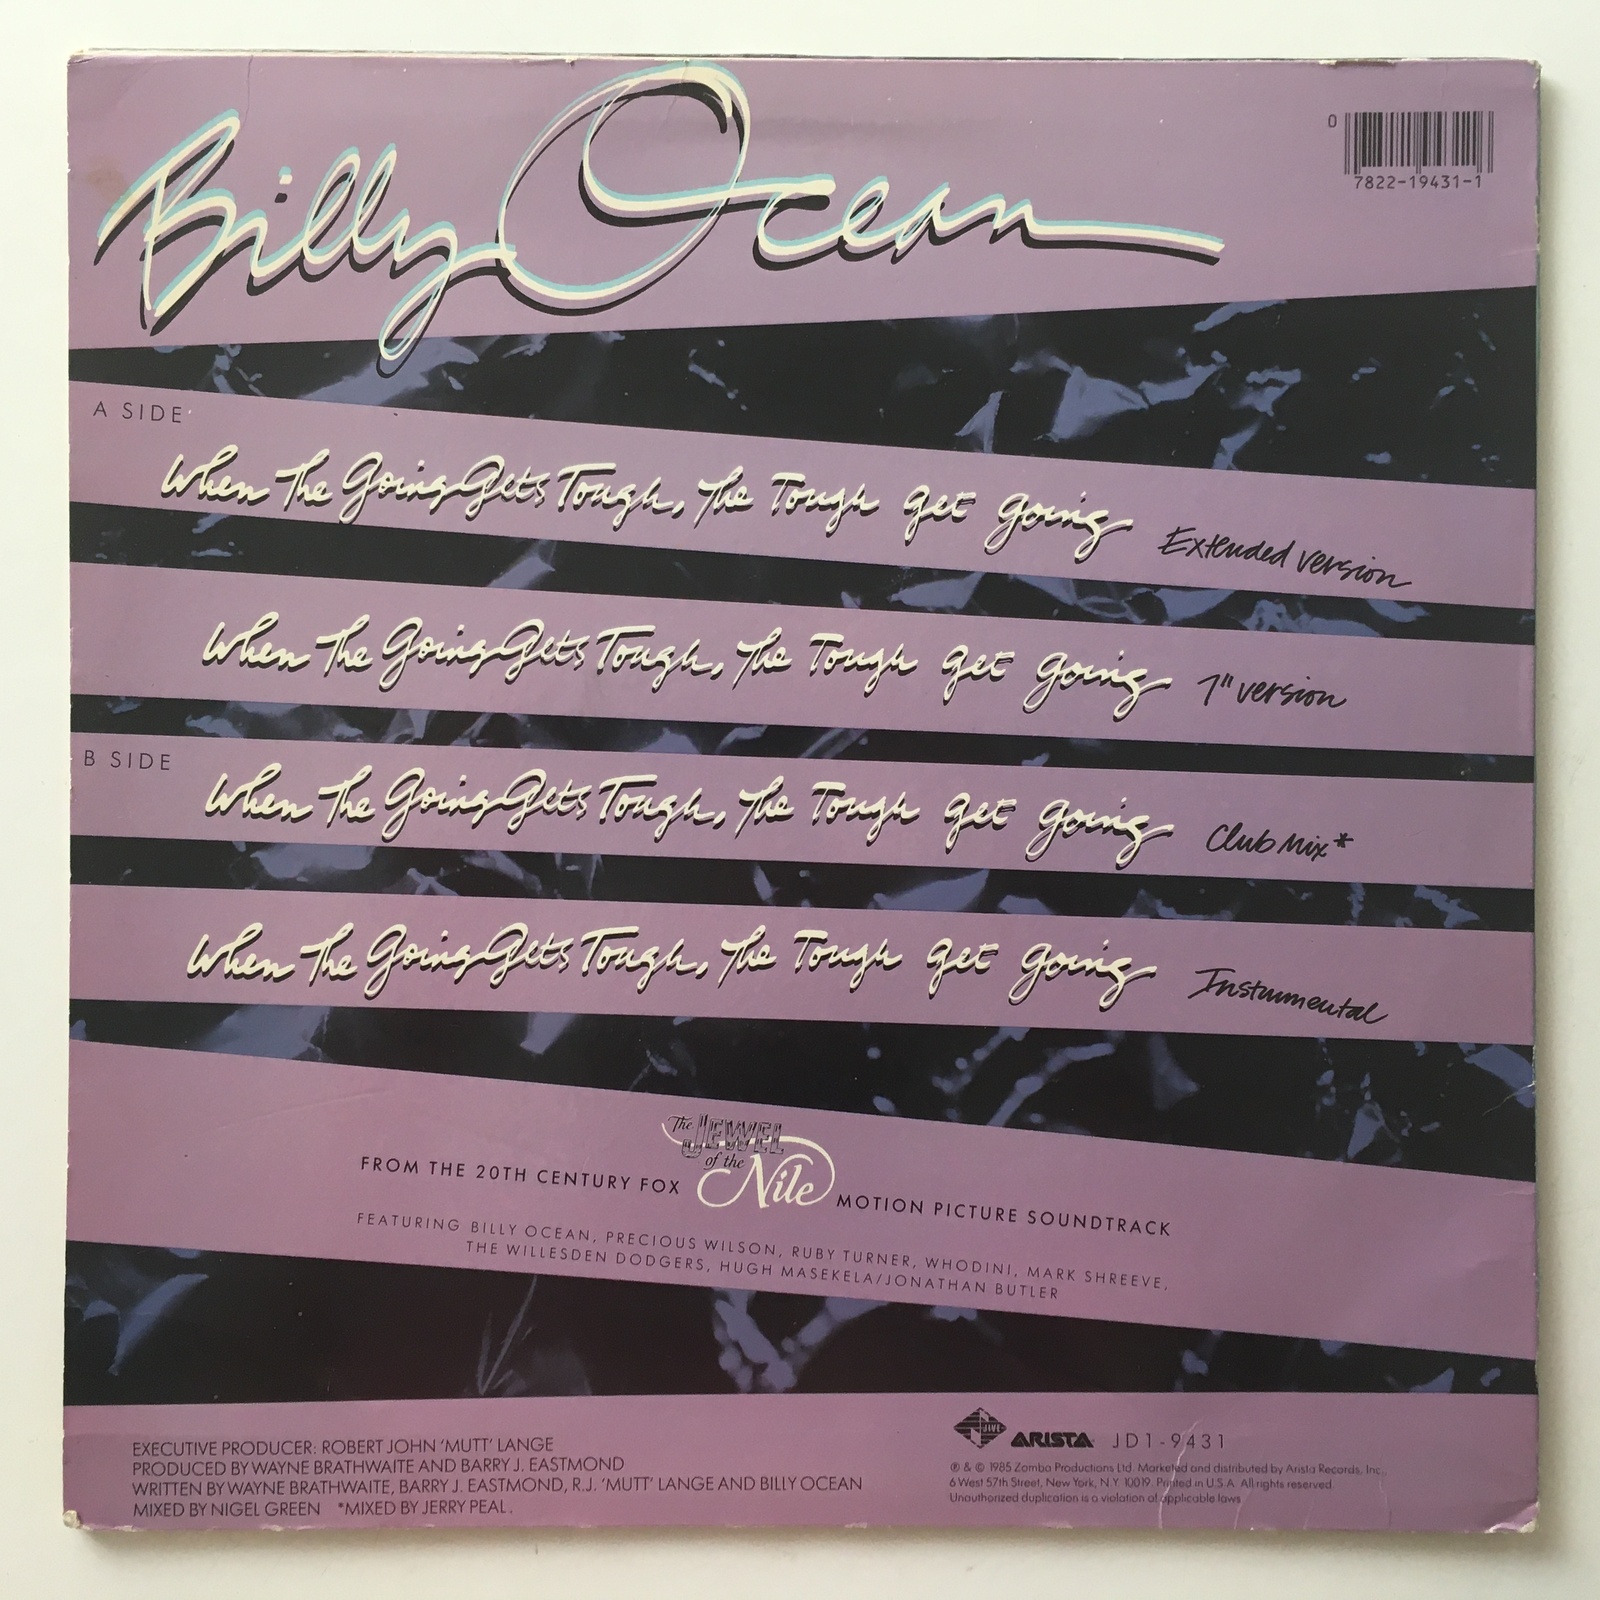 Billy Ocean
0
7822-19431-1
A SIDE
When The Going Gets Tough, The Tough Get Going Extended version
When The Going Gets Tough, The Tough Get Going 7" version
B SIDE
When The Going Gets Tough, The Tough Get Going Club Mix*
When The Going Gets Tough, The Tough Get Going Instrumental
FROM THE 20TH CENTURY FOX The JEWEL of the Nile MOTION PICTURE SOUNDTRACK
FEATURING BILLY OCEAN, PRECIOUS WILSON, RUBY TURNER, WHODINI, MARK SHREEVE,
THE WILLESDEN DODGERS, HUGH MASEKELA/JONATHAN BUTLER
EXECUTIVE PRODUCER: ROBERT JOHN 'MUTT' LANGE
PRODUCED BY WAYNE BRATHWAITE AND BARRY J. EASTMOND
WRITTEN BY WAYNE BRATHWAITE, BARRY J. EASTMOND, R.J. 'MUTT' LANGE AND BILLY OCEAN
MIXED BY NIGEL GREEN *MIXED BY JERRY PEAL.
JIVE ARISTA JD1-9431
℗ & © 1985 Zomba Productions Ltd. Marketed and distributed by Arista Records, Inc.,
6 West 57th Street, New York, N.Y. 10019. Printed in U.S.A. All rights reserved.
Unauthorized duplication is a violation of applicable laws